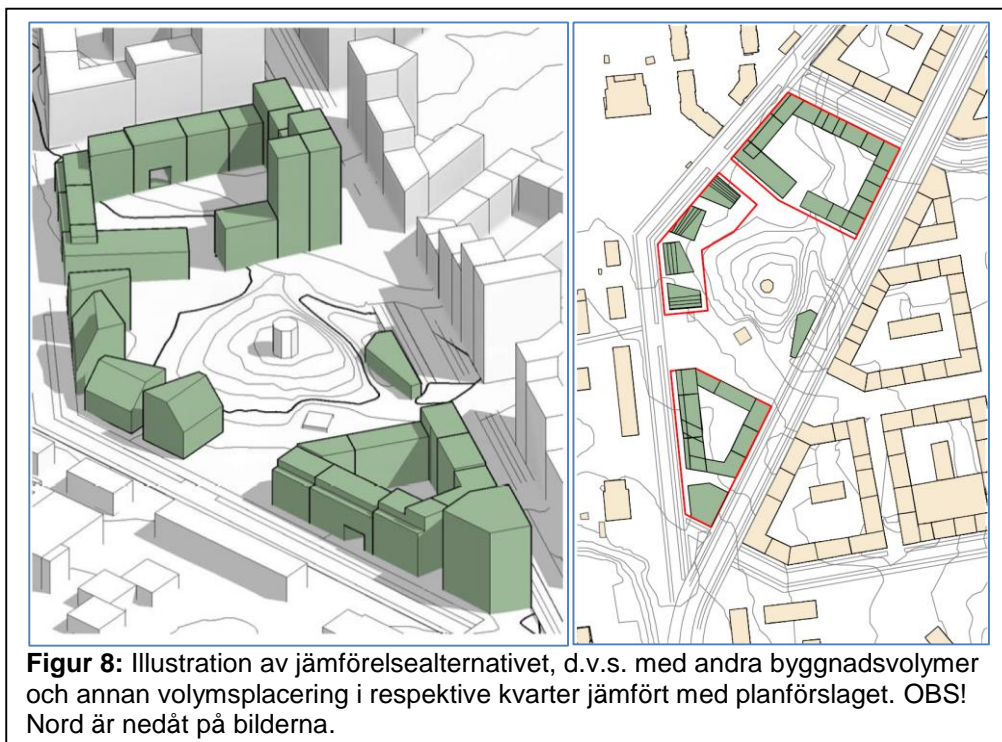 Figur 8: Illustration av jämförelsealternativet, d.v.s. med andra byggnadsvolymer
och annan volymsplacering i respektive kvarter jämfört med planförslaget. OBS!
Nord är nedåt på bilderna.